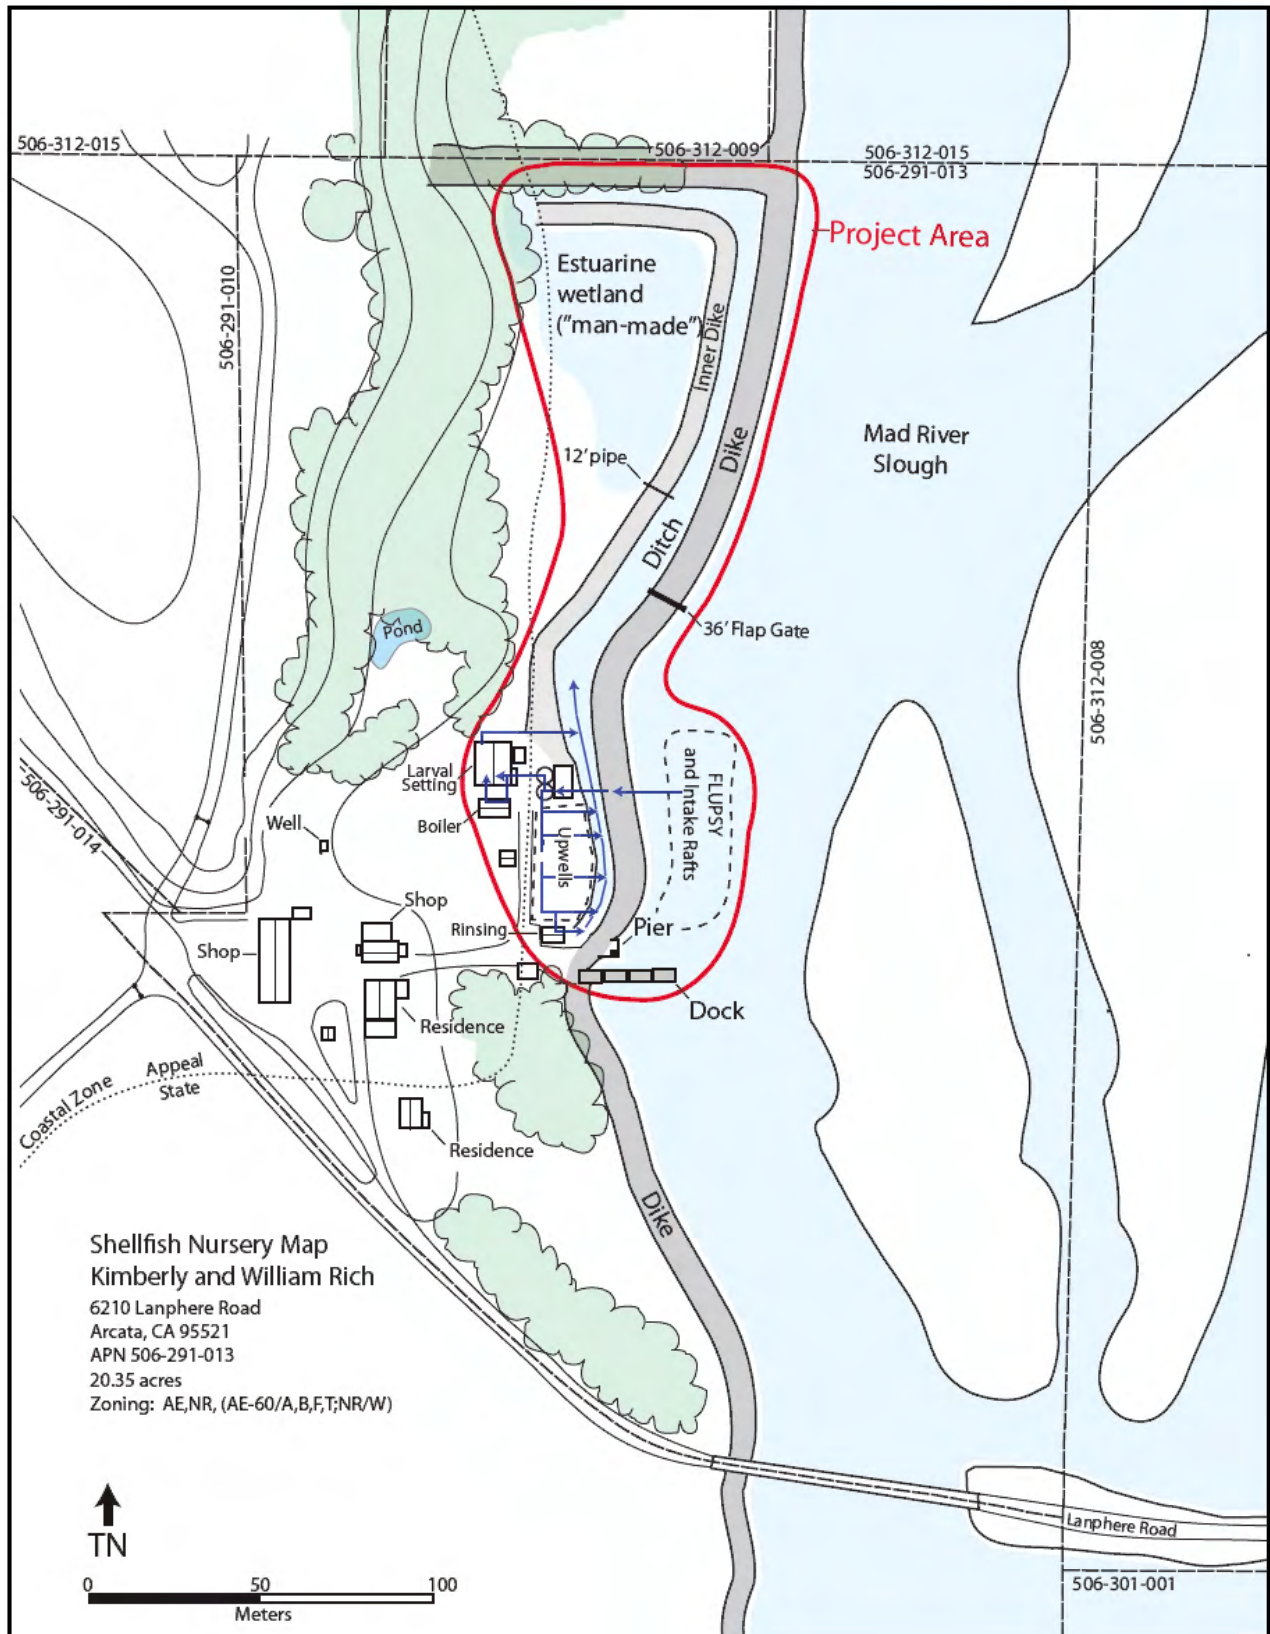 506-312-015
506-312-009
506-312-015
506-291-013
Project Area
506-291-010
Estuarine
wetland
("man-made")
Inner Dike
Mad River
Slough
Dike
12' pipe
Ditch
Pond
36' Flap Gate
506-312-008
Larval
Setting
FLUPSY
and Intake Rafts
506-291-014
Boiler
Well
Upwells
Shop
Rinsing
Pier
Shop
Dock
Residence
Appeal
State
Coastal Zone
Residence
Dike
Shellfish Nursery Map
Kimberly and William Rich
6210 Lanphere Road
Arcata, CA 95521
APN 506-291-013
20.35 acres
Zoning: AE,NR, (AE-60/A,B,F,T;NR/W)
TN
Lanphere Road
0 50 100
Meters
506-301-001